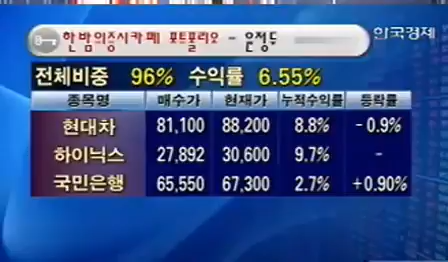 한밤의증시카페 포트폴리오 - 윤정두
한국경제
전체비중 96% 수익률 6.55%
종목명 매수가 현재가 누적수익률 등락률
현대차 81,100 88,200 8.8% -0.9%
하이닉스 27,892 30,600 9.7% -
국민은행 65,550 67,300 2.7% +0.90%